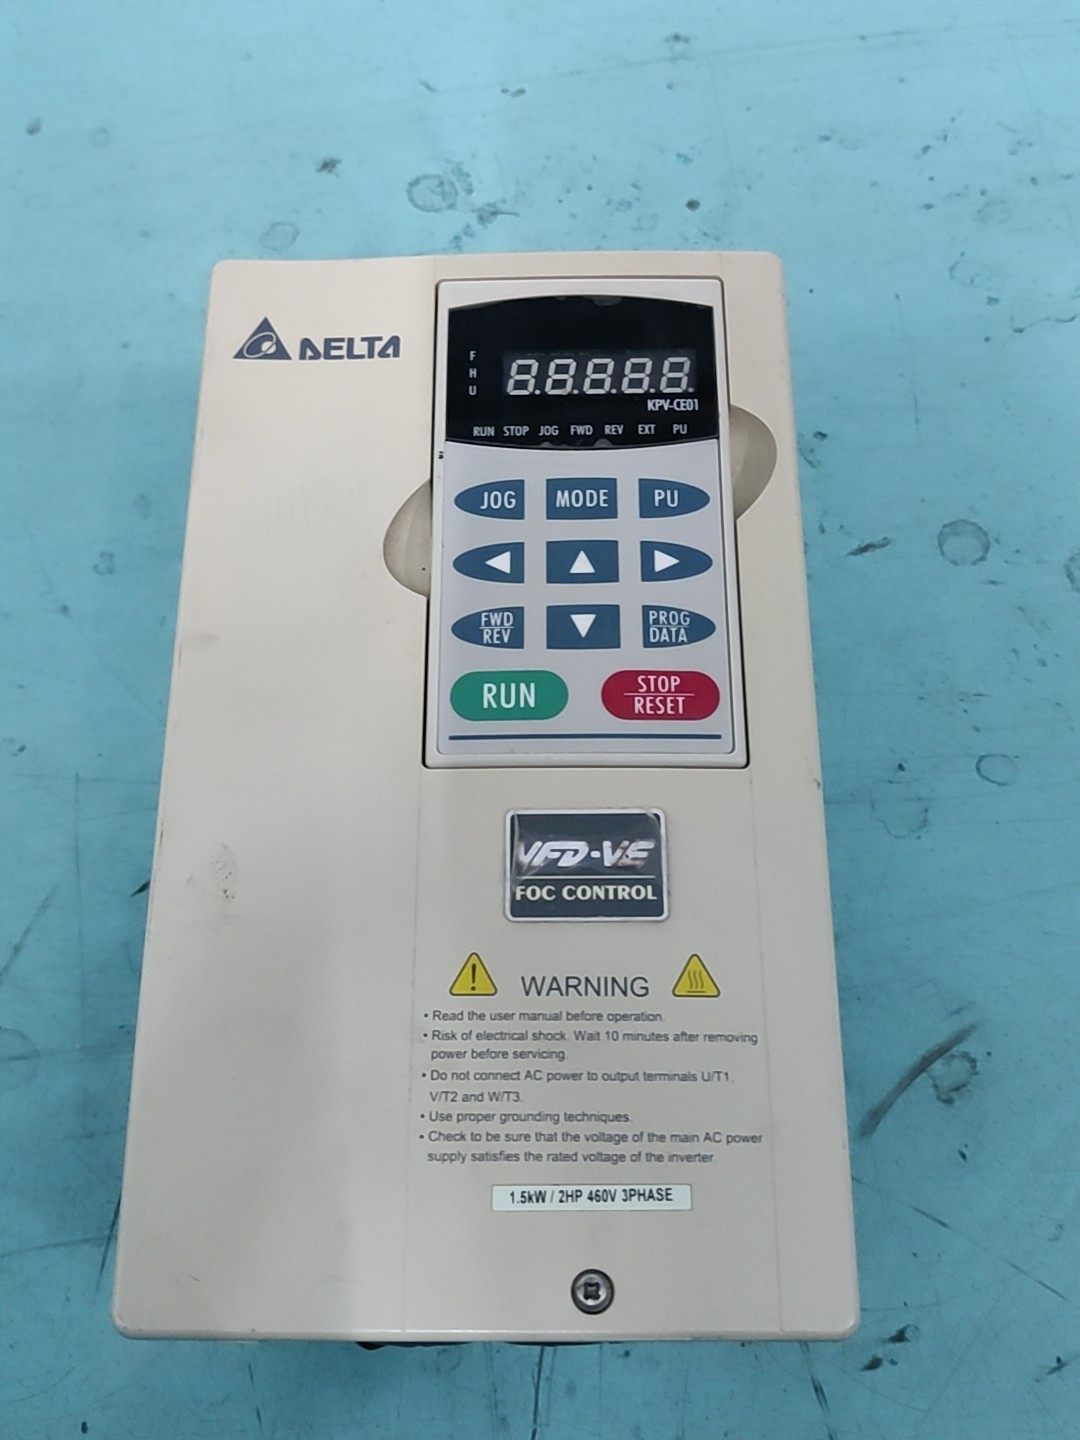 DELTA
F
H
U
8.8.8.8.8.
KPV-CE01
RUN STOP JOG FWD REV EXT PU
JOG MODE PU
FWD
REV
PROG
DATA
RUN
STOP
RESET
VFD-VE
FOC CONTROL
WARNING
• Read the user manual before operation.
• Risk of electrical shock. Wait 10 minutes after removing
power before servicing.
• Do not connect AC power to output terminals U/T1,
V/T2 and W/T3.
• Use proper grounding techniques.
• Check to be sure that the voltage of the main AC power
supply satisfies the rated voltage of the inverter.
1.5kW / 2HP 460V 3PHASE